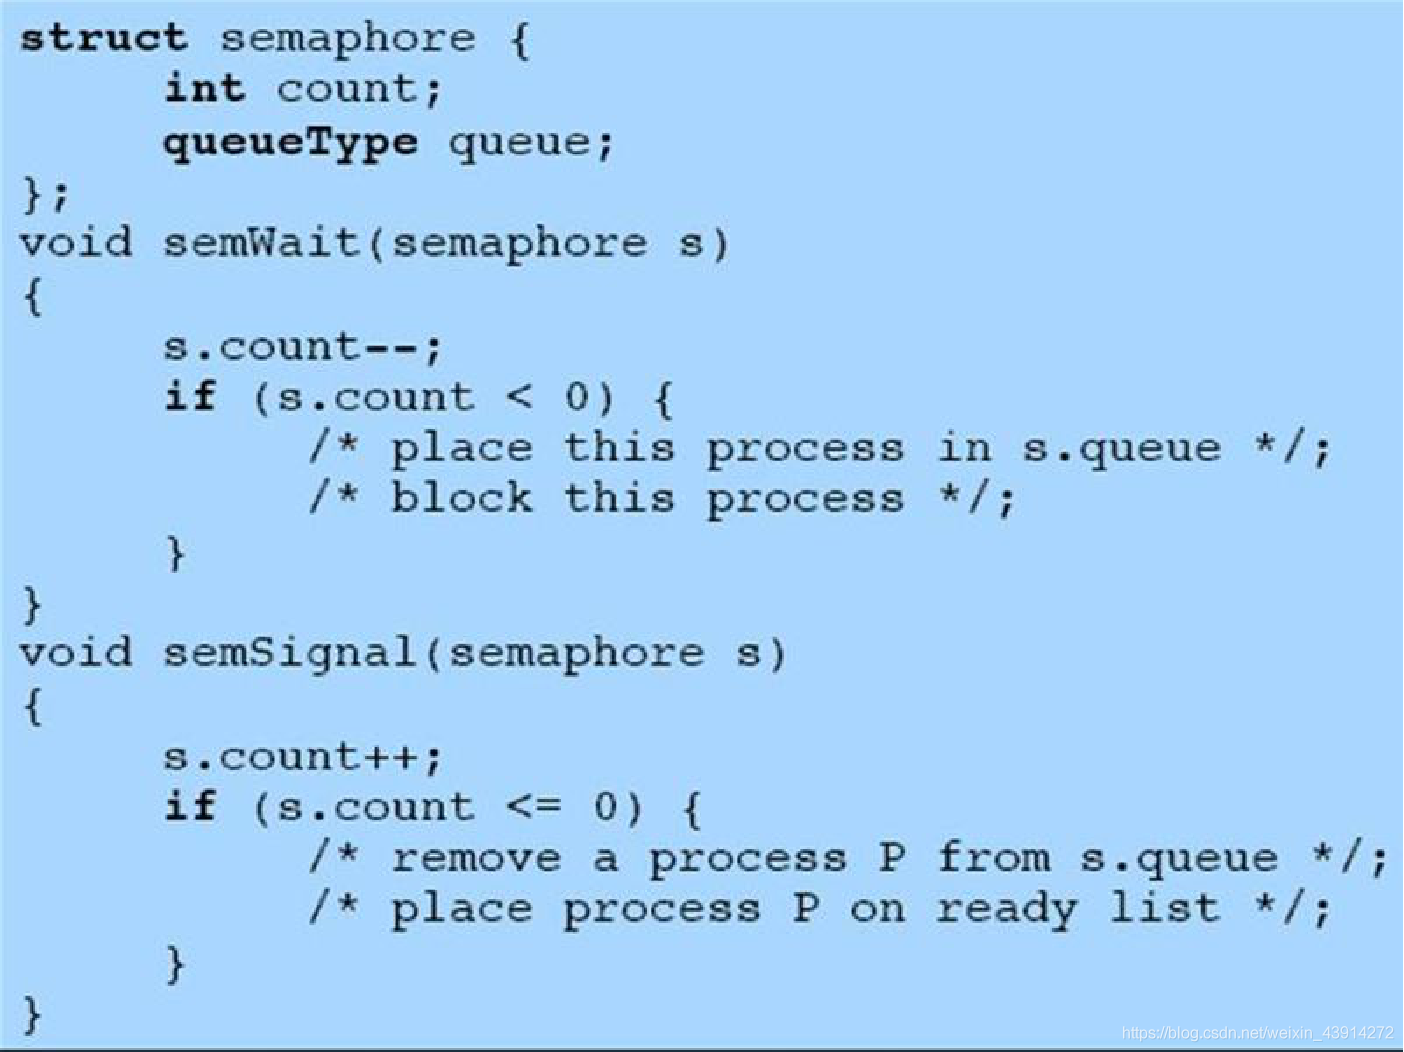 struct semaphore {
int count;
queueType queue;
};
void semWait(semaphore s)
{
s.count--;
if (s.count < 0) {
/* place this process in s.queue */;
/* block this process */;
}
}
void semSignal(semaphore s)
{
s.count++;
if (s.count <= 0) {
/* remove a process P from s.queue */;
/* place process P on ready list */;
}
}
https://blog.csdn.net/weixin_43914272